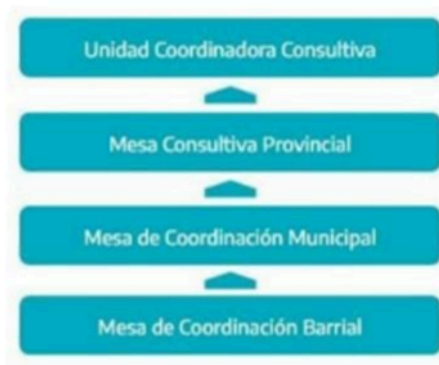 Unidad Coordinadora Consultiva
Mesa Consultiva Provincial
Mesa de Coordinación Municipal
Mesa de Coordinación Barrial